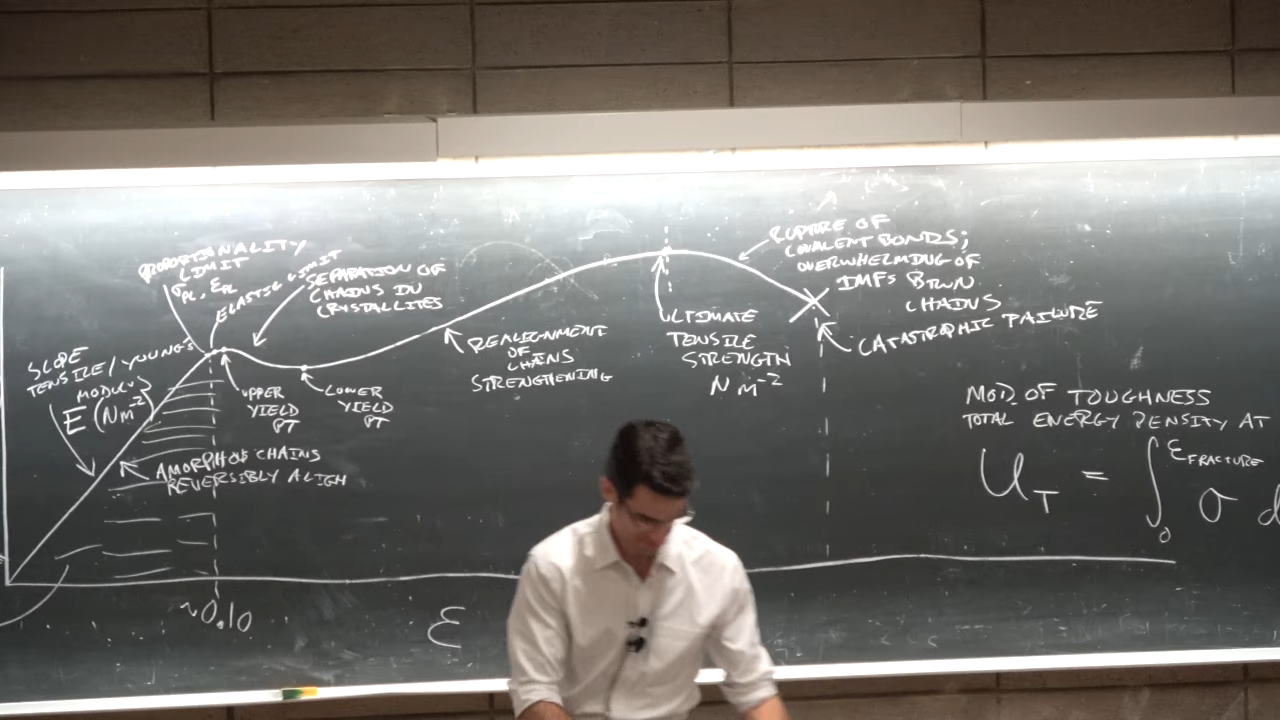 PROPORTIONALITY
LIMIT
σPL, εPL
ELASTIC LIMIT
SEPARATION OF
CHAINS IN
CRYSTALLITES
SLOPE
TENSILE/YOUNG'S
MODULUS
E (Nm⁻²)
UPPER
YIELD
PT
LOWER
YIELD
PT
AMORPHOUS CHAINS
REVERSIBLY ALIGN
REALIGNMENT
OF
CHAINS
STRENGTHENING
ULTIMATE
TENSILE
STRENGTH
N m⁻²
RUPTURE OF
COVALENT BONDS;
OVERWHELMING OF
IMFS BTWN
CHAINS
CATASTROPHIC FAILURE
MOD OF TOUGHNESS
TOTAL ENERGY DENSITY AT
U_T = ∫₀^εFRACTURE σ d
~0.10
ε